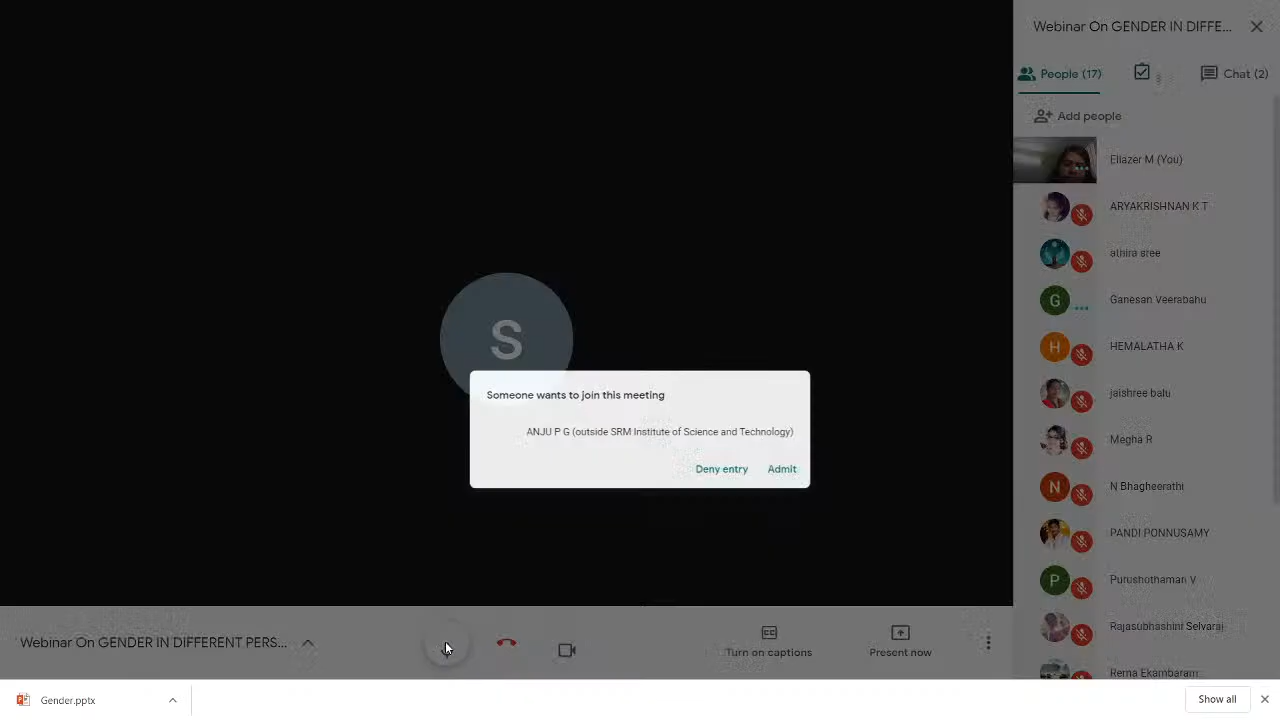 Webinar On GENDER IN DIFFE...
People (17)
Chat (2)
Add people
Eliazer M (You)
ARYAKRISHNAN K T
athira sree
G
Ganesan Veerabahu
H
HEMALATHA K
jaishree balu
Megha R
N
N Bhagheerathi
PANDI PONNUSAMY
P
Purushothaman V
Rajasubhashini Selvaraj
Rema Ekambaram
S
Someone wants to join this meeting
ANJU P G (outside SRM Institute of Science and Technology)
Deny entry
Admit
Webinar On GENDER IN DIFFERENT PERS...
Turn on captions
Present now
Gender.pptx
Show all